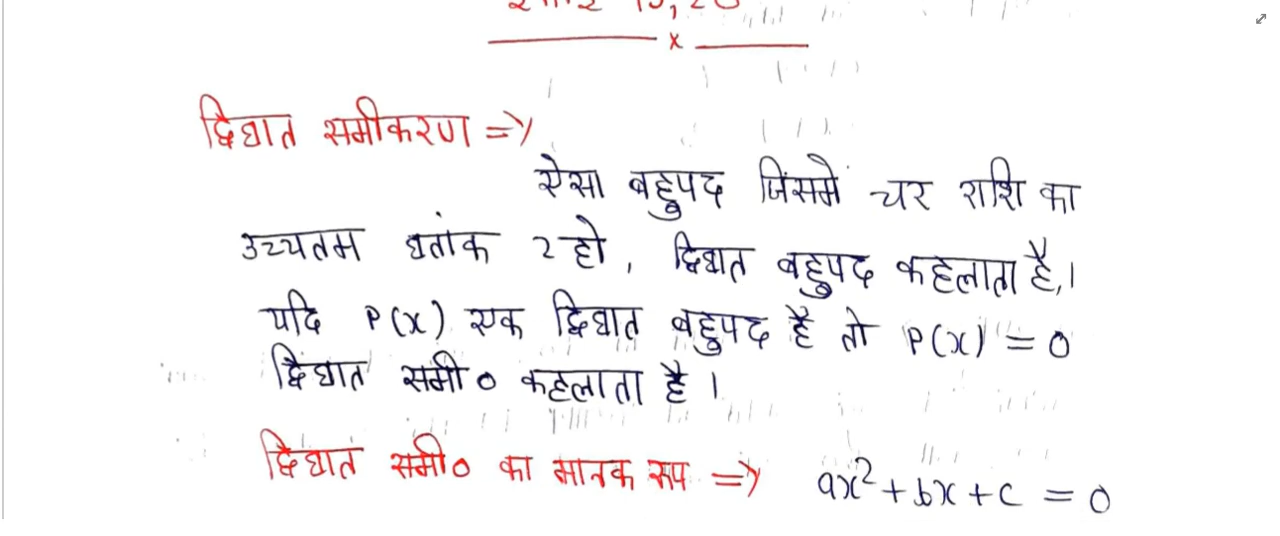 द्विघात समीकरण =>
ऐसा बहुपद जिसमें चर राशि का
उच्चतम घतांक 2 हो, द्विघात बहुपद कहलाता है,।
यदि P(x) एक द्विघात बहुपद है तो P(x) = 0
द्विघात समी० कहलाता है ।
द्विघात समी० का मानक रूप => ax²+bx+c = 0